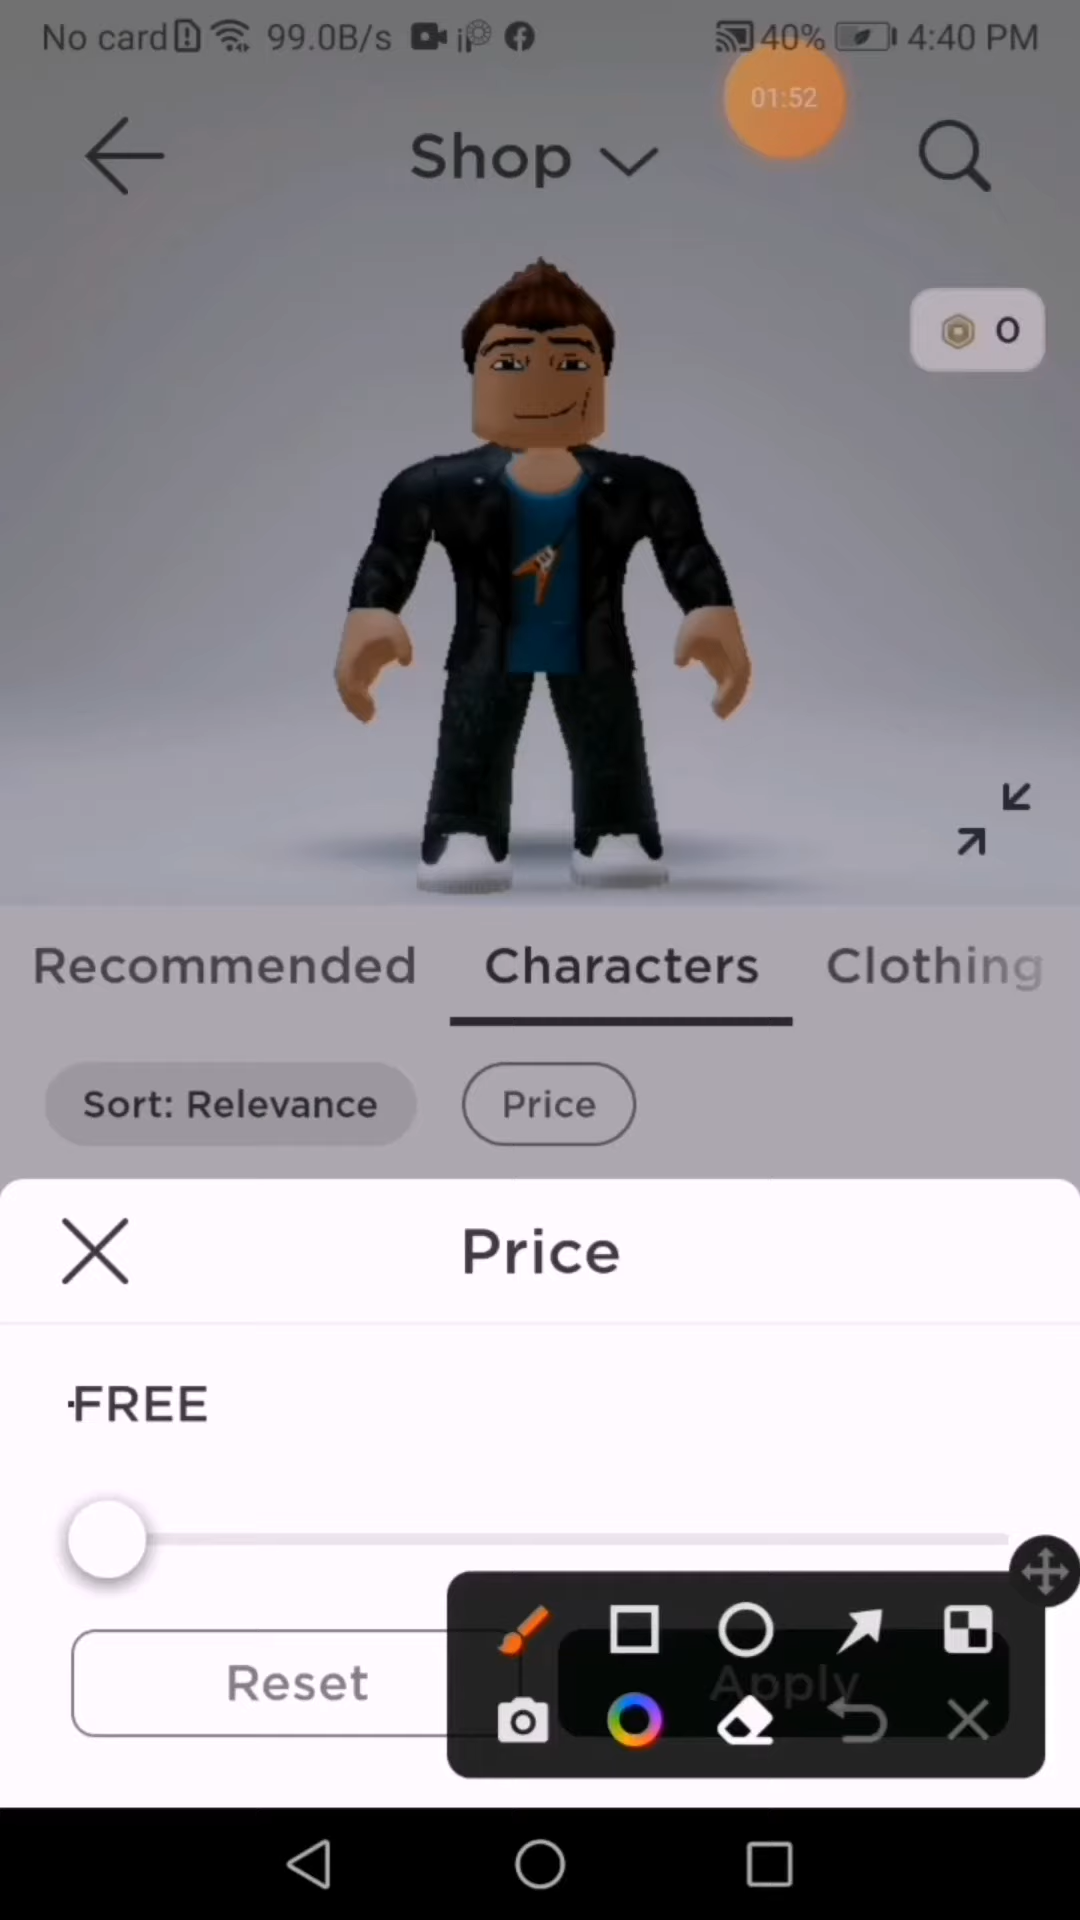 No card 99.0B/s 40% 4:40 PM
01:52
Shop
0
Recommended Characters Clothing
Sort: Relevance Price
Price
FREE
Reset Apply